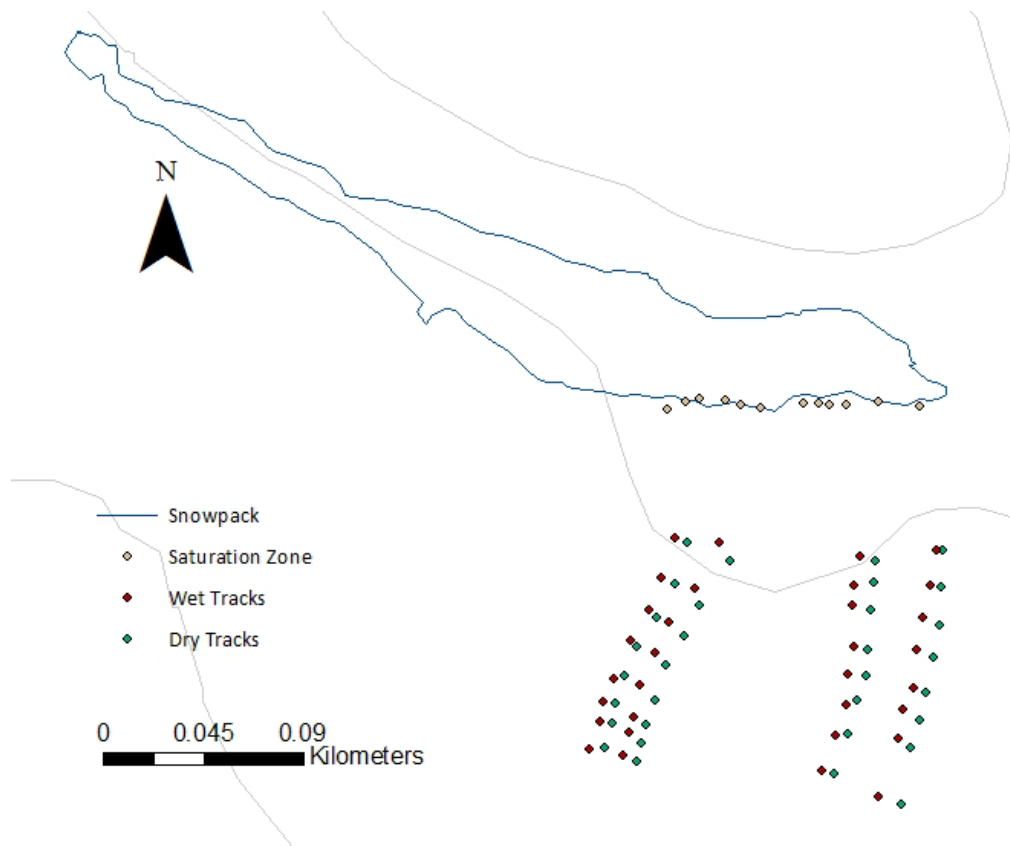 N
Snowpack
Saturation Zone
Wet Tracks
Dry Tracks
0 0.045 0.09
Kilometers